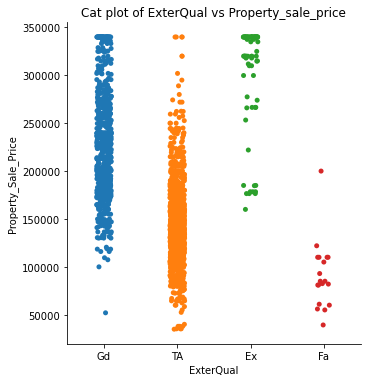 Cat plot of ExterQual vs Property_sale_price
350000
300000
250000
200000
150000
100000
50000
Property_Sale_Price
Gd TA Ex Fa
ExterQual